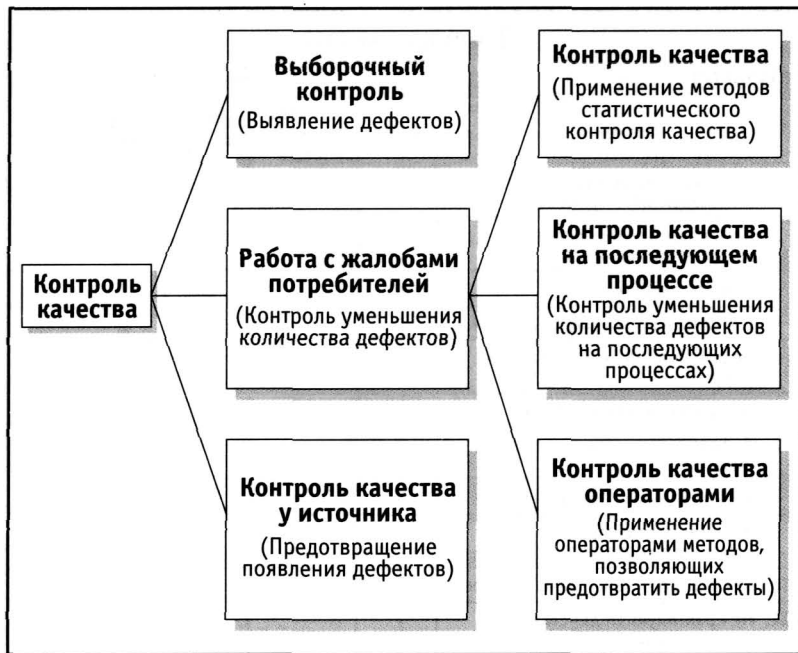 Контроль
качества
Выборочный
контроль
(Выявление дефектов)
Работа с жалобами
потребителей
(Контроль уменьшения
количества дефектов)
Контроль качества
у источника
(Предотвращение
появления дефектов)
Контроль качества
(Применение методов
статистического
контроля качества)
Контроль качества
на последующем
процессе
(Контроль уменьшения
количества дефектов
на последующих
процессах)
Контроль качества
операторами
(Применение
операторами методов,
позволяющих
предотвратить дефекты)